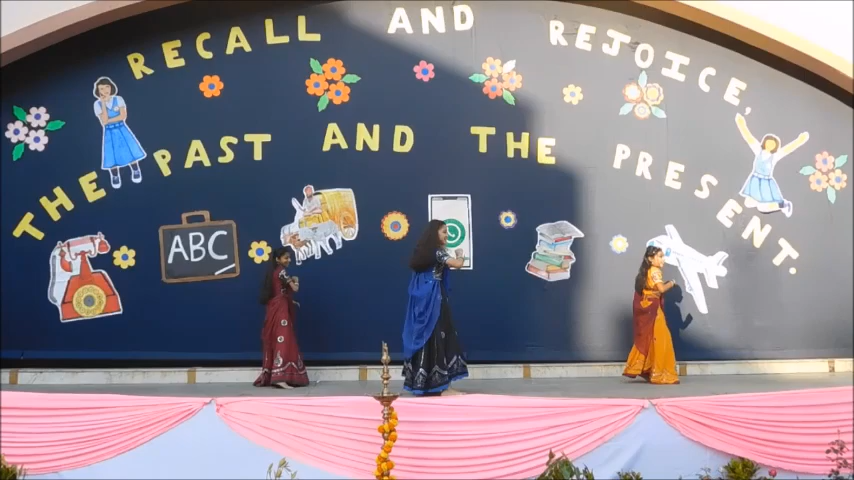 RECALL AND REJOICE,
THE PAST AND THE PRESENT.
ABC